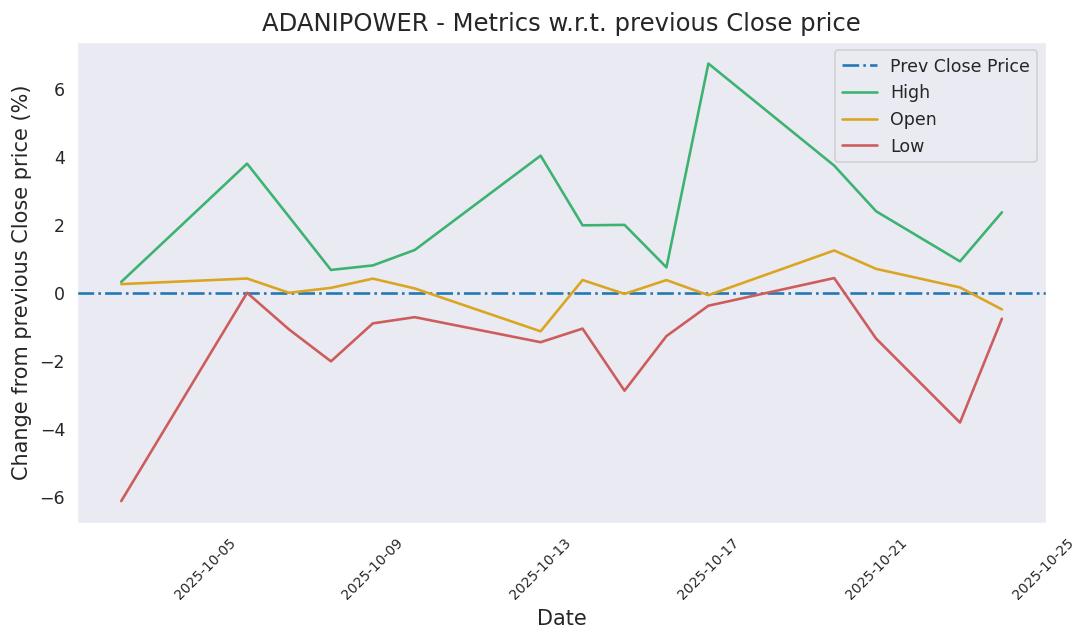 ADANIPOWER - Metrics w.r.t. previous Close price
Change from previous Close price (%)
6
4
2
0
−2
−4
−6
Prev Close Price
High
Open
Low
2025-10-05
2025-10-09
2025-10-13
2025-10-17
2025-10-21
2025-10-25
Date